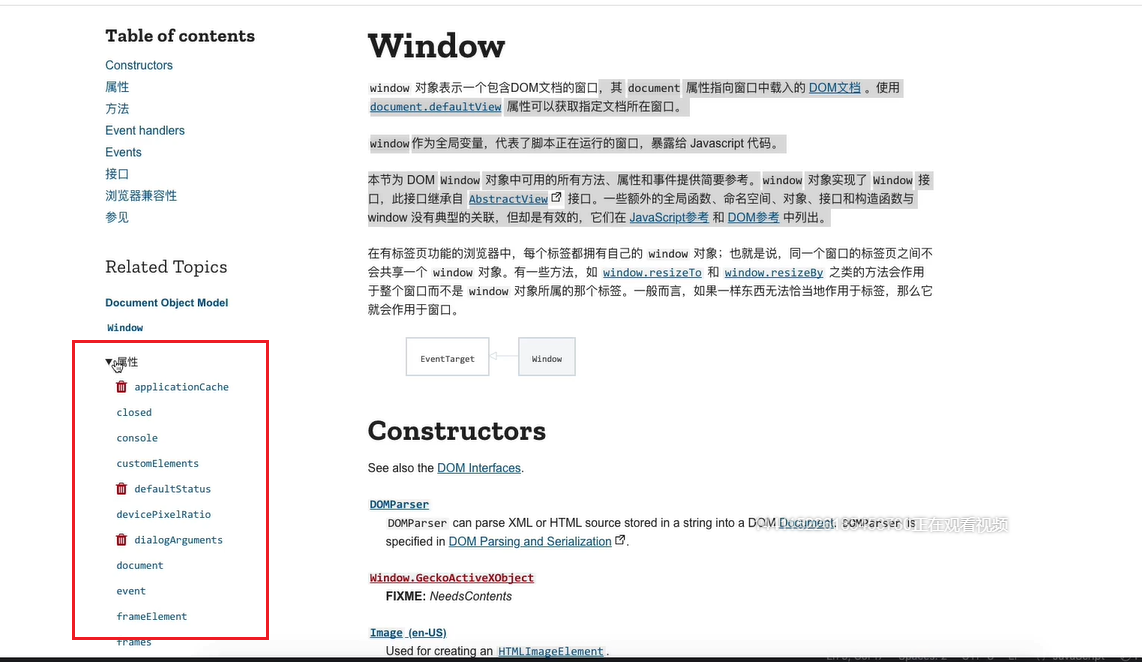 Table of contents
Constructors
属性
方法
Event handlers
Events
接口
浏览器兼容性
参见
Related Topics
Document Object Model
Window
属性
applicationCache
closed
console
customElements
defaultStatus
devicePixelRatio
dialogArguments
document
event
frameElement
frames
Window
window 对象表示一个包含DOM文档的窗口，其 document 属性指向窗口中载入的 DOM文档 。使用
document.defaultView 属性可以获取指定文档所在窗口。
window作为全局变量，代表了脚本正在运行的窗口，暴露给 Javascript 代码。
本节为 DOM Window 对象中可用的所有方法、属性和事件提供简要参考。window 对象实现了 Window 接
口，此接口继承自 AbstractView 接口。一些额外的全局函数、命名空间、对象、接口和构造函数与
window 没有典型的关联，但却是有效的，它们在 JavaScript参考 和 DOM参考 中列出。
在有标签页功能的浏览器中，每个标签都拥有自己的 window 对象；也就是说，同一个窗口的标签页之间不
会共享一个 window 对象。有一些方法，如 window.resizeTo 和 window.resizeBy 之类的方法会作用
于整个窗口而不是 window 对象所属的那个标签。一般而言，如果一样东西无法恰当地作用于标签，那么它
就会作用于窗口。
EventTarget
Window
Constructors
See also the DOM Interfaces.
DOMParser
DOMParser can parse XML or HTML source stored in a string into a DOM Document. DOMParser is
正在观看视频
specified in DOM Parsing and Serialization .
Window.GeckoActiveXObject
FIXME: NeedsContents
Image (en-US)
Used for creating an HTMLImageElement .